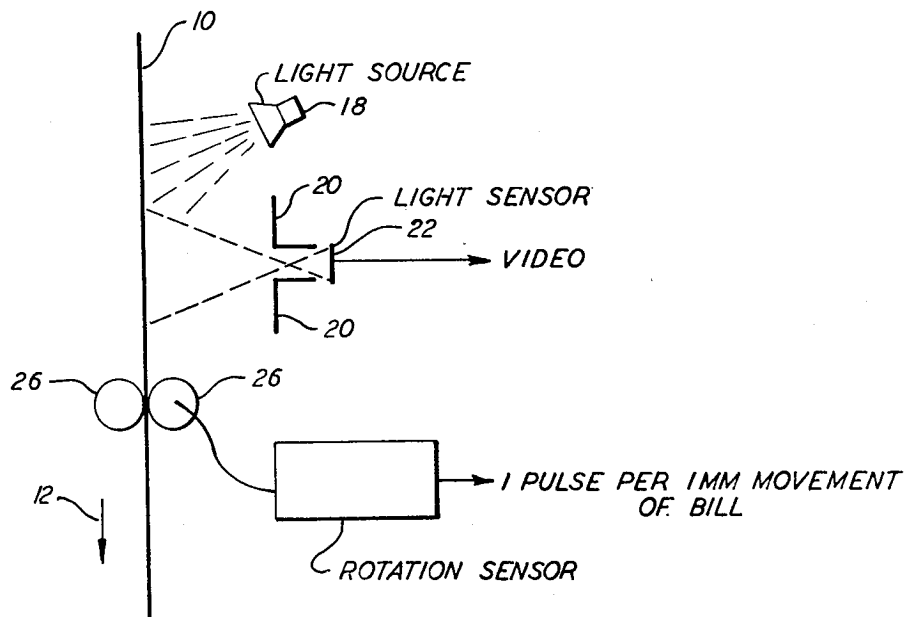 10
LIGHT SOURCE
18
20
LIGHT SENSOR
22
VIDEO
20
26
26
12
1 PULSE PER 1MM MOVEMENT
OF BILL
ROTATION SENSOR